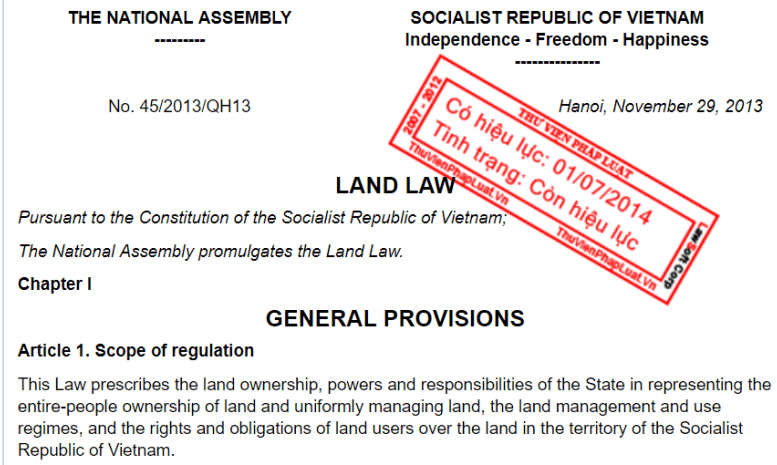 THE NATIONAL ASSEMBLY
---------
SOCIALIST REPUBLIC OF VIETNAM
Independence - Freedom - Happiness
---------------
No. 45/2013/QH13
Hanoi, November 29, 2013
2007 - 2012
THƯ VIỆN PHÁP LUẬT
Có hiệu lực: 01/07/2014
Tình trạng: Còn hiệu lực
ThuVienPhapLuat.Vn
ThuVienPhapLuat.Vn
LawSoft Corp
LAND LAW
Pursuant to the Constitution of the Socialist Republic of Vietnam;
The National Assembly promulgates the Land Law.
Chapter I
GENERAL PROVISIONS
Article 1. Scope of regulation
This Law prescribes the land ownership, powers and responsibilities of the State in representing the
entire-people ownership of land and uniformly managing land, the land management and use
regimes, and the rights and obligations of land users over the land in the territory of the Socialist
Republic of Vietnam.